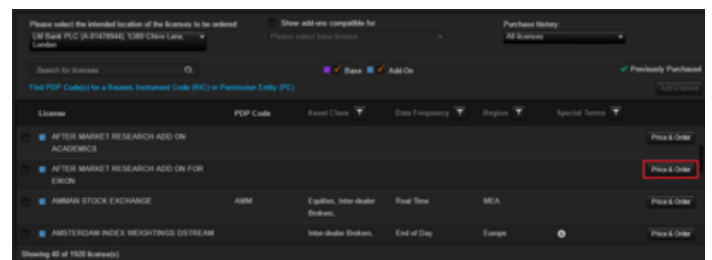 Please select the intended location of the licenses to be ordered
Show add-ons compatible for:
Purchase history
LM Bank PLC (A-01478944), 5389 Chive Lane, London
Please select base license
All licenses
Search for licenses
Base
Add-On
Previously Purchased
Find PDP Code(s) for a Reuters Instrument Code (RIC) or Permission Entity (PE)
License PDP Code Asset Class Data Frequency Region Special Terms
AFTER MARKET RESEARCH ADD ON ACADEMICS Price & Order
AFTER MARKET RESEARCH ADD ON FOR EIKON Price & Order
AMMAN STOCK EXCHANGE AMM Equities, Inter-dealer Brokers, Real Time MEA Price & Order
AMSTERDAM INDEX WEIGHTINGS DSTREAM Inter-dealer Brokers, End of Day Europe Price & Order
Showing 40 of 1920 license(s)